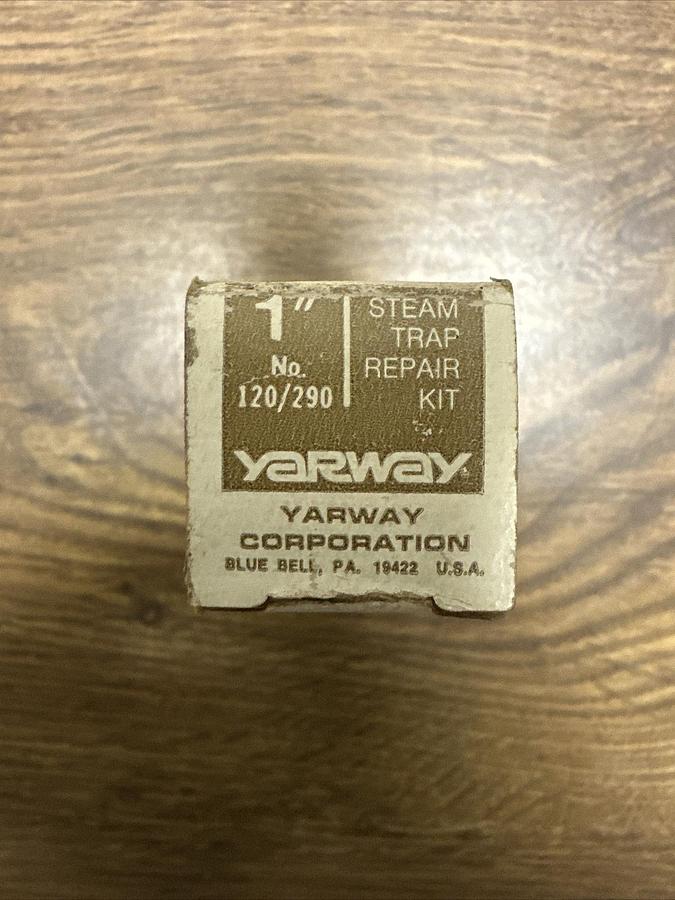 1" STEAM
TRAP
No. REPAIR
120/290 KIT
YARWAY
YARWAY
CORPORATION
BLUE BELL, PA. 19422 U.S.A.